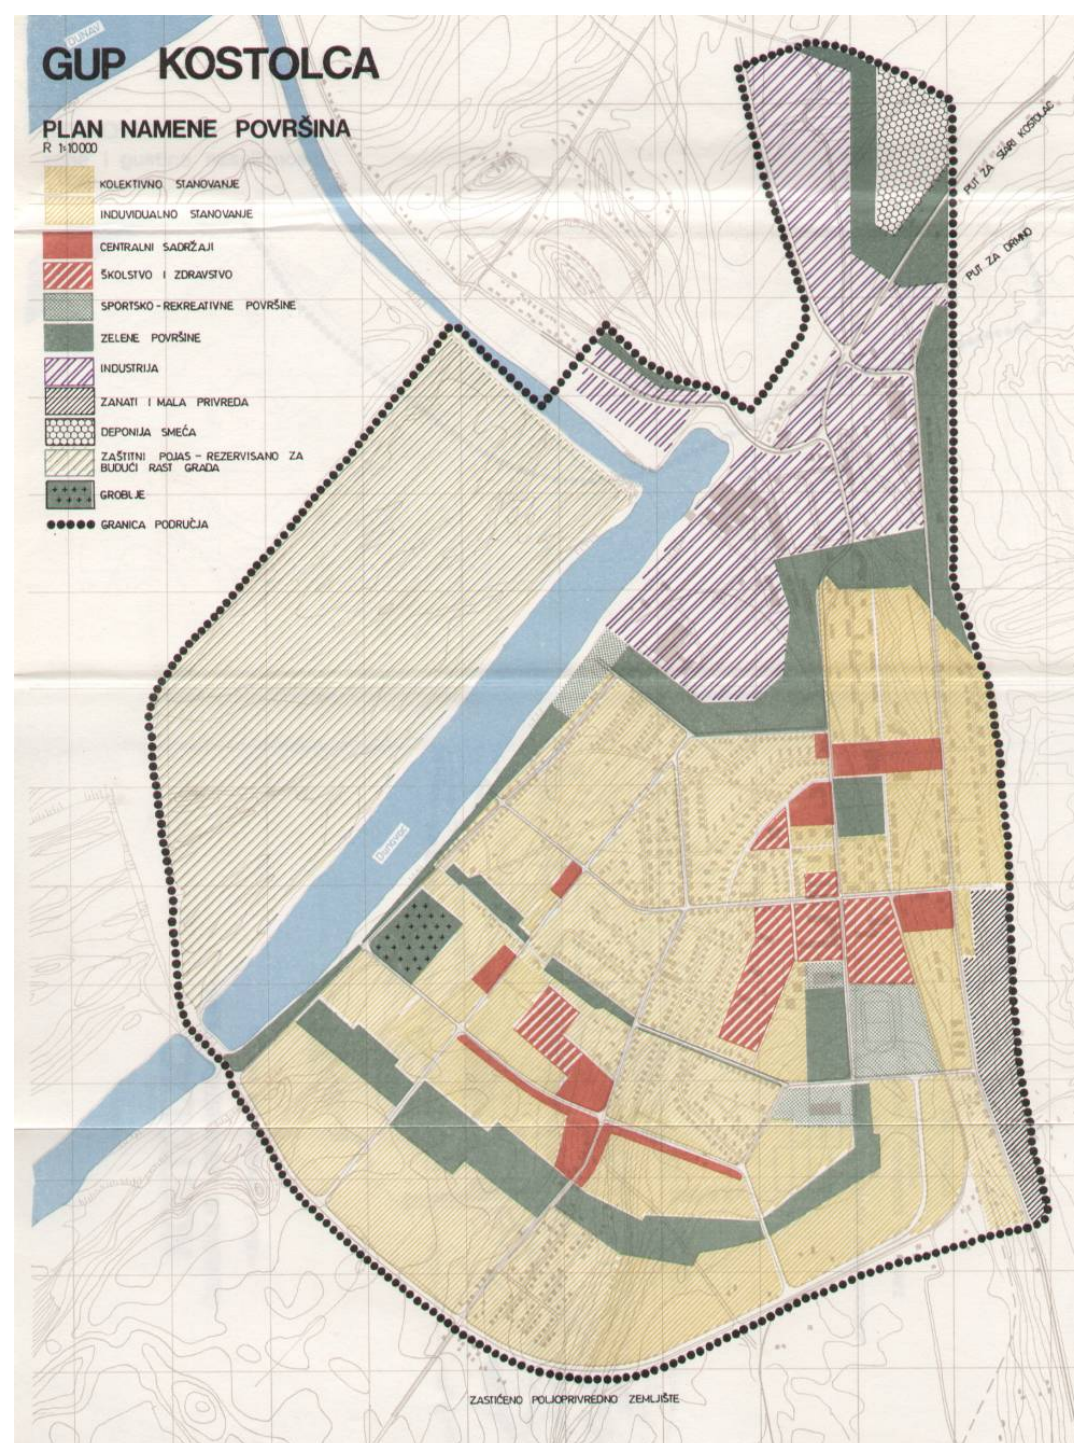 DUNAV
GUP KOSTOLCA
PLAN NAMENE POVRŠINA
R 1:10000
KOLEKTIVNO STANOVANJE
INDUVIDUALNO STANOVANJE
CENTRALNI SADRŽAJI
ŠKOLSTVO I ZDRAVSTVO
SPORTSKO-REKREATIVNE POVRŠINE
ZELENE POVRŠINE
INDUSTRIJA
ZANATI I MALA PRIVREDA
DEPONIJA SMEĆA
ZAŠTITNI POJAS - REZERVISANO ZA
BUDUĆI RAST GRADA
GROBLJE
GRANICA PODRUČJA
PUT ZA STARI KOSTOLAC
PUT ZA DRMNO
Dunavac
ZASTIĆENO POLJOPRIVREDNO ZEMLJIŠTE